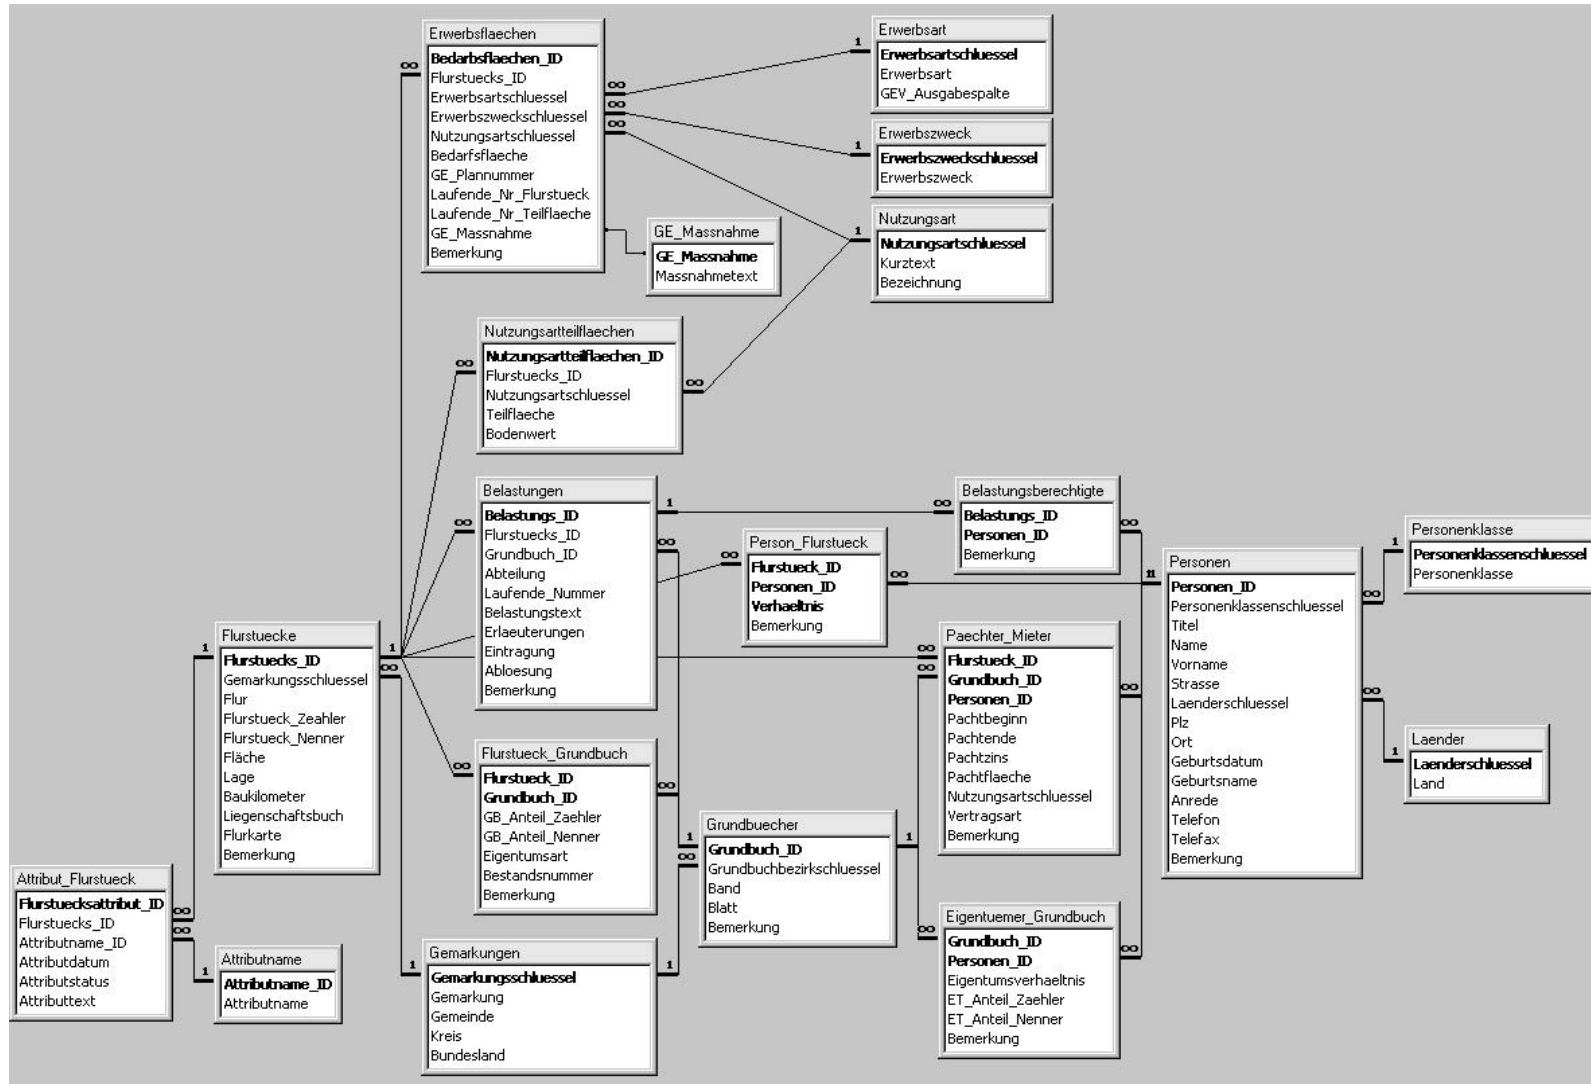 Erwerbsflaechen
Bedarbsflaechen_ID
Flurstuecks_ID
Erwerbsartschluessel
Erwerbszweckschluessel
Nutzungsartschluessel
Bedarfsflaeche
GE_Plannummer
Laufende_Nr_Flurstueck
Laufende_Nr_Teilflaeche
GE_Massnahme
Bemerkung
Erwerbsart
Erwerbsartschluessel
Erwerbsart
GEV_Ausgabespalte
Erwerbszweck
Erwerbszweckschluessel
Erwerbszweck
Nutzungsart
Nutzungsartschluessel
Kurztext
Bezeichnung
GE_Massnahme
GE_Massnahme
Massnahmetext
Nutzungsartteilflaechen
Nutzungsartteilflaechen_ID
Flurstuecks_ID
Nutzungsartschluessel
Teilflaeche
Bodenwert
Belastungen
Belastungs_ID
Flurstuecks_ID
Grundbuch_ID
Abteilung
Laufende_Nummer
Belastungstext
Erlaeuterungen
Eintragung
Abloesung
Bemerkung
Belastungsberechtigte
Belastungs_ID
Personen_ID
Bemerkung
Person_Flurstueck
Flurstueck_ID
Personen_ID
Verhaeltnis
Bemerkung
Personen
Personen_ID
Personenklassenschluessel
Titel
Name
Vorname
Strasse
Laenderschluessel
Plz
Ort
Geburtsdatum
Geburtsname
Anrede
Telefon
Telefax
Bemerkung
Personenklasse
Personenklassenschluessel
Personenklasse
Laender
Laenderschluessel
Land
Flurstuecke
Flurstuecks_ID
Gemarkungsschluessel
Flur
Flurstueck_Zeahler
Flurstueck_Nenner
Fläche
Lage
Baukilometer
Liegenschaftsbuch
Flurkarte
Bemerkung
Paechter_Mieter
Flurstueck_ID
Grundbuch_ID
Personen_ID
Pachtbeginn
Pachtende
Pachtzins
Pachtflaeche
Nutzungsartschluessel
Vertragsart
Bemerkung
Flurstueck_Grundbuch
Flurstueck_ID
Grundbuch_ID
GB_Anteil_Zaehler
GB_Anteil_Nenner
Eigentumsart
Bestandsnummer
Bemerkung
Grundbuecher
Grundbuch_ID
Grundbuchbezirkschluessel
Band
Blatt
Bemerkung
Attribut_Flurstueck
Flurstuecksattribut_ID
Flurstuecks_ID
Attributname_ID
Attributdatum
Attributstatus
Attributtext
Attributname
Attributname_ID
Attributname
Gemarkungen
Gemarkungsschluessel
Gemarkung
Gemeinde
Kreis
Bundesland
Eigentuemer_Grundbuch
Grundbuch_ID
Personen_ID
Eigentumsverhaeltnis
ET_Anteil_Zaehler
ET_Anteil_Nenner
Bemerkung